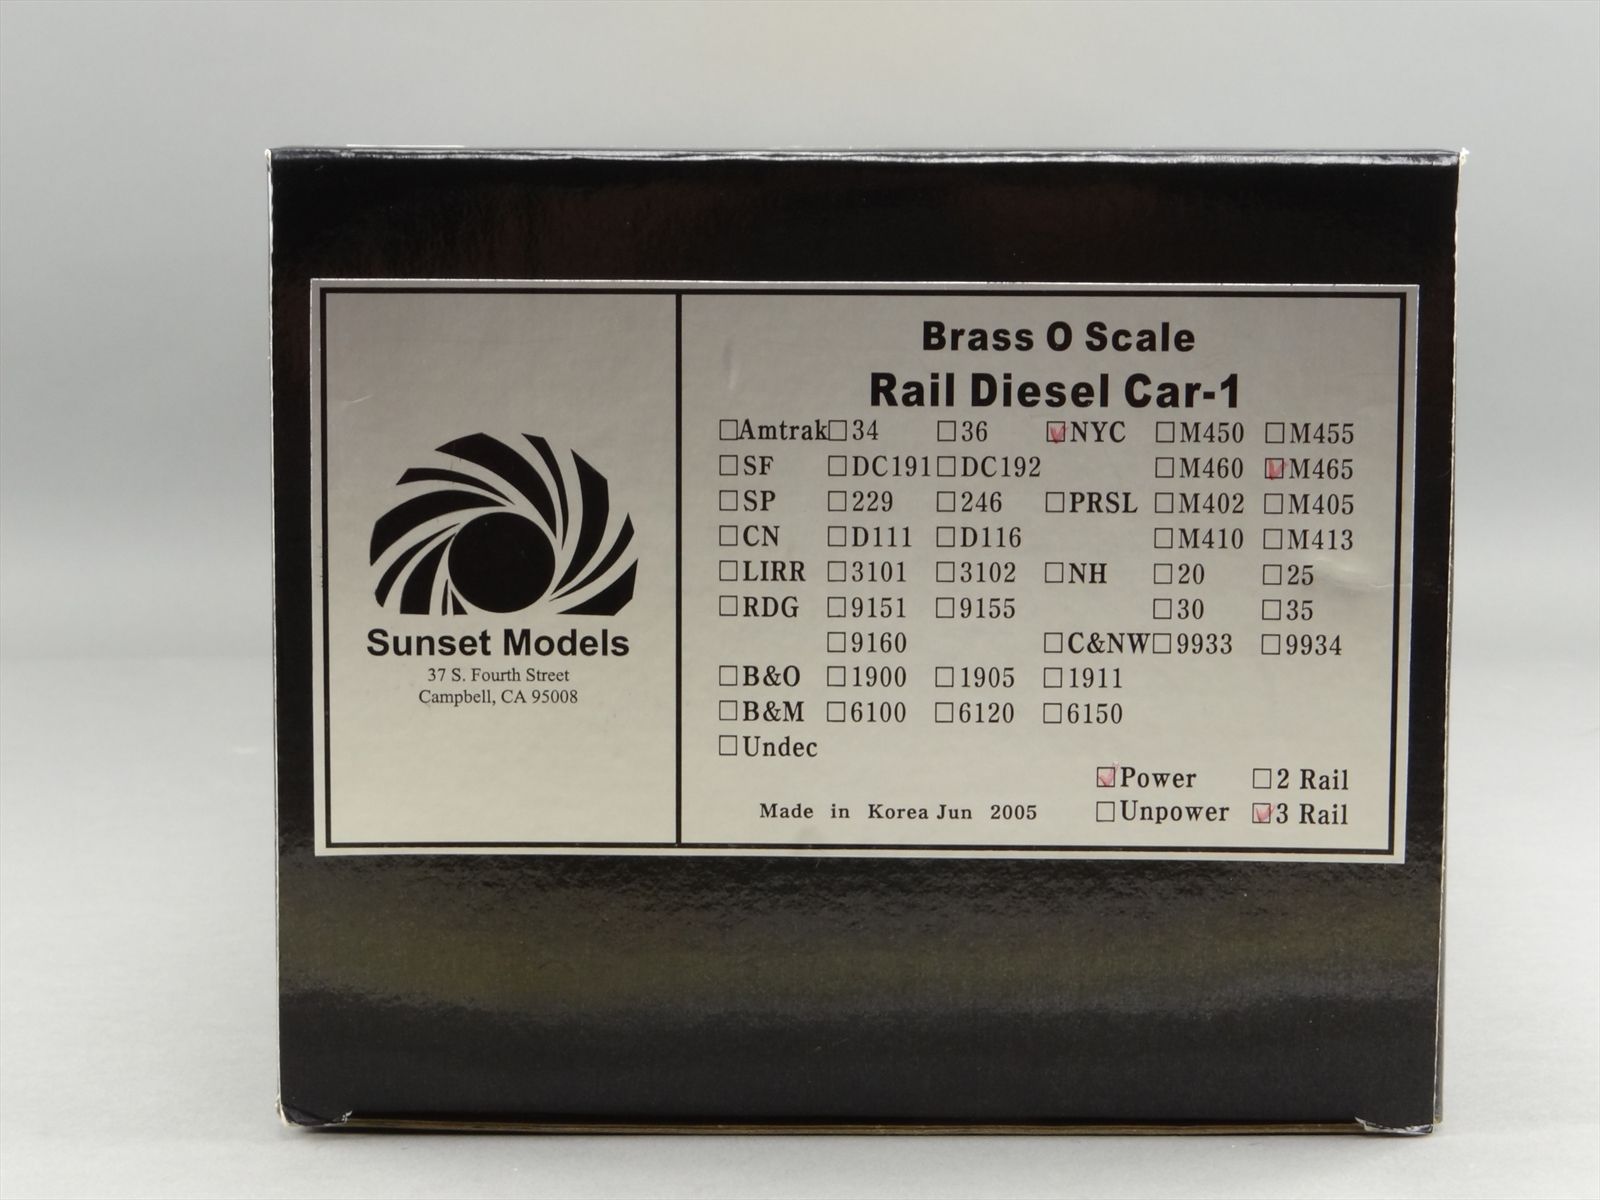 Sunset Models
37 S. Fourth Street
Campbell, CA 95008
Brass O Scale
Rail Diesel Car-1
☐Amtrak ☐34 ☐36 ☑NYC ☐M450 ☐M455
☐SF ☐DC191 ☐DC192 ☐M460 ☑M465
☐SP ☐229 ☐246 ☐PRSL ☐M402 ☐M405
☐CN ☐D111 ☐D116 ☐M410 ☐M413
☐LIRR ☐3101 ☐3102 ☐NH ☐20 ☐25
☐RDG ☐9151 ☐9155 ☐30 ☐35
☐9160 ☐C&NW ☐9933 ☐9934
☐B&O ☐1900 ☐1905 ☐1911
☐B&M ☐6100 ☐6120 ☐6150
☐Undec
☑Power ☐2 Rail
Made in Korea Jun 2005 ☐Unpower ☑3 Rail